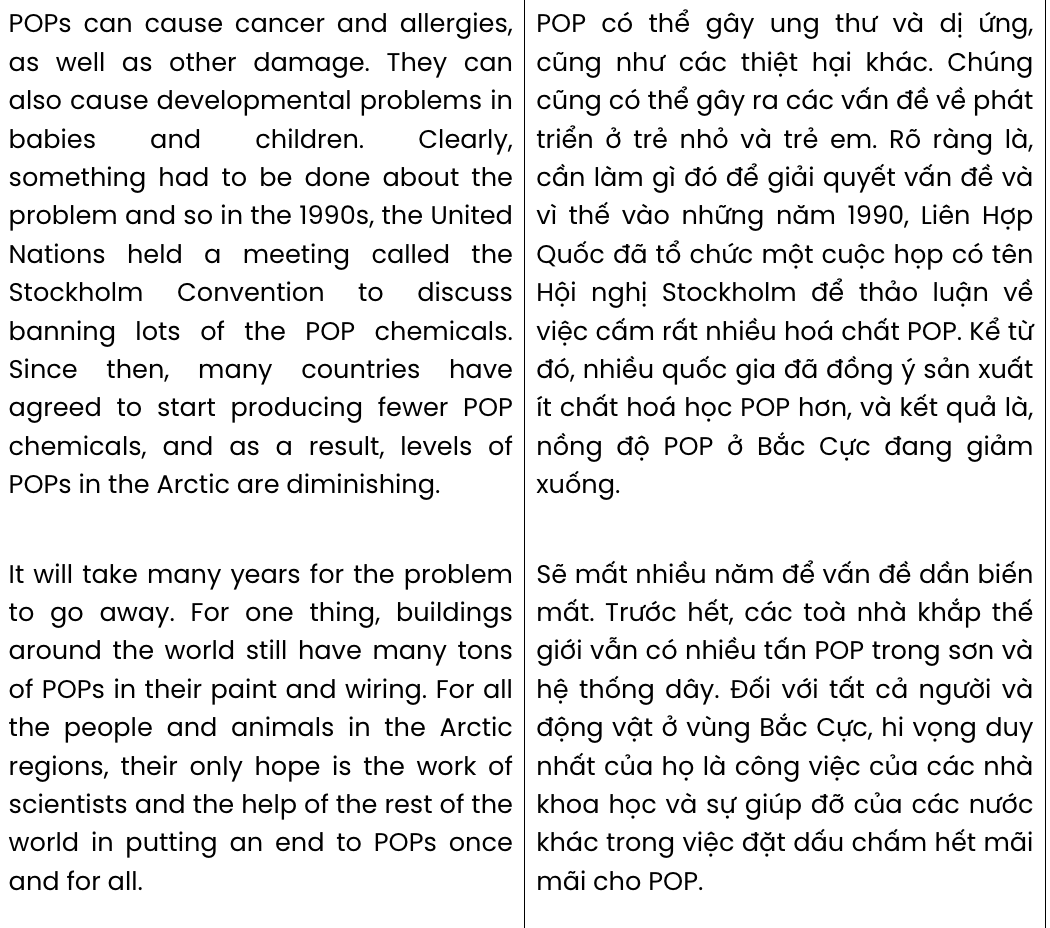 POPs can cause cancer and allergies,
as well as other damage. They can
also cause developmental problems in
babies and children. Clearly,
something had to be done about the
problem and so in the 1990s, the United
Nations held a meeting called the
Stockholm Convention to discuss
banning lots of the POP chemicals.
Since then, many countries have
agreed to start producing fewer POP
chemicals, and as a result, levels of
POPs in the Arctic are diminishing.
It will take many years for the problem
to go away. For one thing, buildings
around the world still have many tons
of POPs in their paint and wiring. For all
the people and animals in the Arctic
regions, their only hope is the work of
scientists and the help of the rest of the
world in putting an end to POPs once
and for all.
POP có thể gây ung thư và dị ứng,
cũng như các thiệt hại khác. Chúng
cũng có thể gây ra các vấn đề về phát
triển ở trẻ nhỏ và trẻ em. Rõ ràng là,
cần làm gì đó để giải quyết vấn đề và
vì thế vào những năm 1990, Liên Hợp
Quốc đã tổ chức một cuộc họp có tên
Hội nghị Stockholm để thảo luận về
việc cấm rất nhiều hoá chất POP. Kể từ
đó, nhiều quốc gia đã đồng ý sản xuất
ít chất hoá học POP hơn, và kết quả là,
nồng độ POP ở Bắc Cực đang giảm
xuống.
Sẽ mất nhiều năm để vấn đề dần biến
mất. Trước hết, các toà nhà khắp thế
giới vẫn có nhiều tấn POP trong sơn và
hệ thống dây. Đối với tất cả người và
động vật ở vùng Bắc Cực, hi vọng duy
nhất của họ là công việc của các nhà
khoa học và sự giúp đỡ của các nước
khác trong việc đặt dấu chấm hết mãi
mãi cho POP.